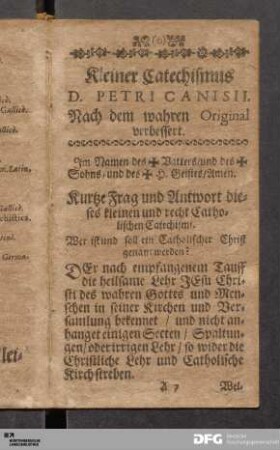 (o)
Kleiner Catechismus
D. PETRI CANISII.
Nach dem wahren Original
verbessert.
Im Namen des ✠ Vatters/und des ✠
Sohns/und des ✠ H. Geistes/Amen.
Kurtze Frag und Antwort die-
ses kleinen und recht Catho-
lischen Catechismi.
Wer ist und soll ein Catholischer Christ
genant werden?
DEr nach empfangenem Tauff
die heilsame Lehr JEsu Chri-
sti des wahren Gottes und Men-
schen in seiner Kirchen und Ver-
samlung bekennet / und nicht an-
hanget einigen Secten / Spaltun-
gen/ oder irrigen Lehr / so wider die
Christliche Lehr und Catholische
Kirch streben.
Wel-
DFG